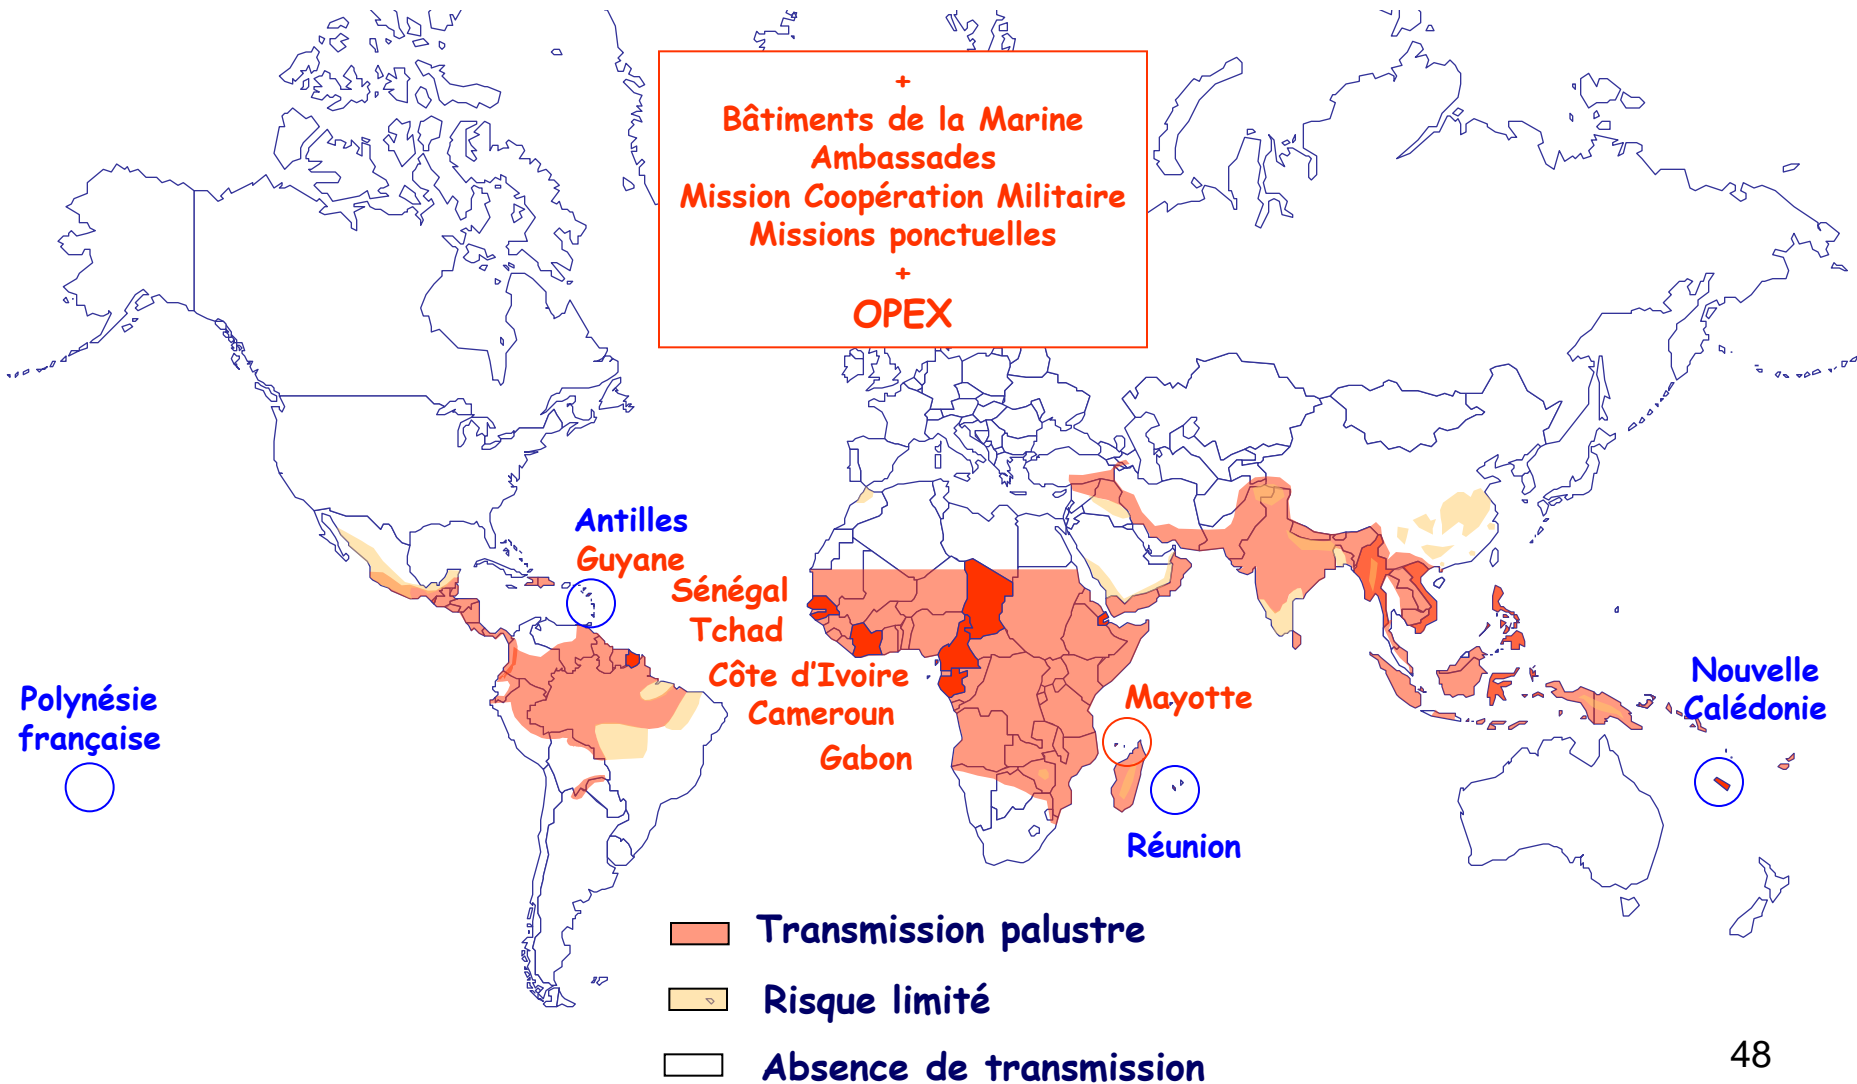 +
Bâtiments de la Marine
Ambassades
Mission Coopération Militaire
Missions ponctuelles
+
OPEX
Antilles
Guyane
Sénégal
Tchad
Côte d'Ivoire
Cameroun
Gabon
Mayotte
Réunion
Nouvelle
Calédonie
Polynésie
française
Transmission palustre
Risque limité
Absence de transmission
48